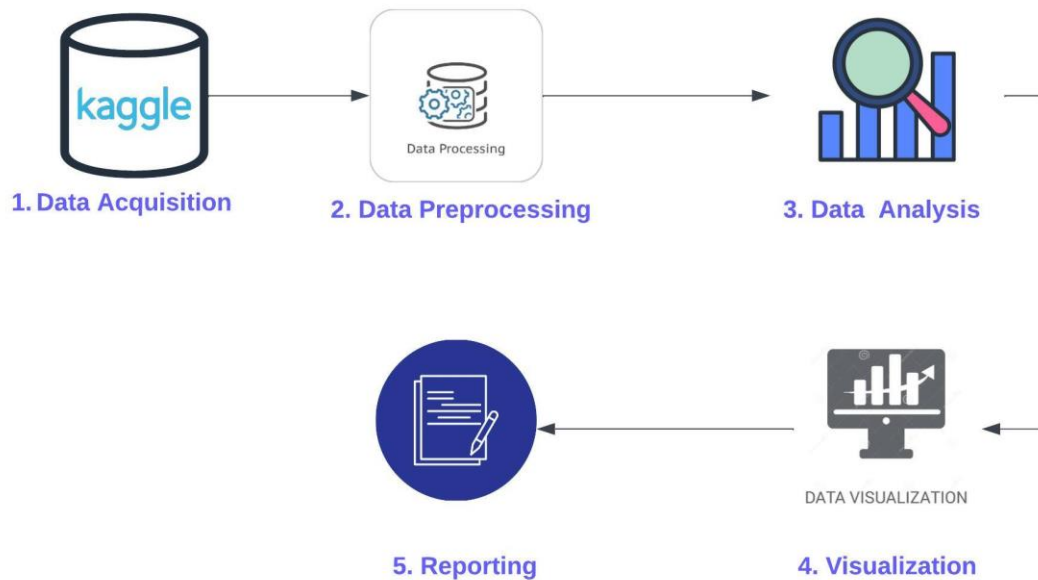 kaggle
Data Processing
1. Data Acquisition
2. Data Preprocessing
3. Data Analysis
DATA VISUALIZATION
5. Reporting
4. Visualization